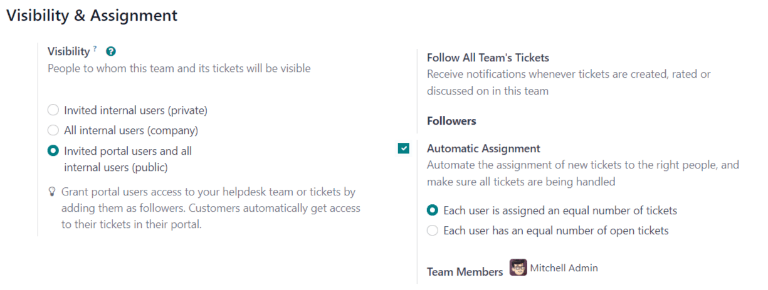 Visibility & Assignment
Visibility ? ?
People to whom this team and its tickets will be visible
Invited internal users (private)
All internal users (company)
Invited portal users and all
internal users (public)
Grant portal users access to your helpdesk team or tickets by
adding them as followers. Customers automatically get access
to their tickets in their portal.
Follow All Team's Tickets
Receive notifications whenever tickets are created, rated or
discussed on in this team
Followers
Automatic Assignment
Automate the assignment of new tickets to the right people, and
make sure all tickets are being handled
Each user is assigned an equal number of tickets
Each user has an equal number of open tickets
Team Members Mitchell Admin